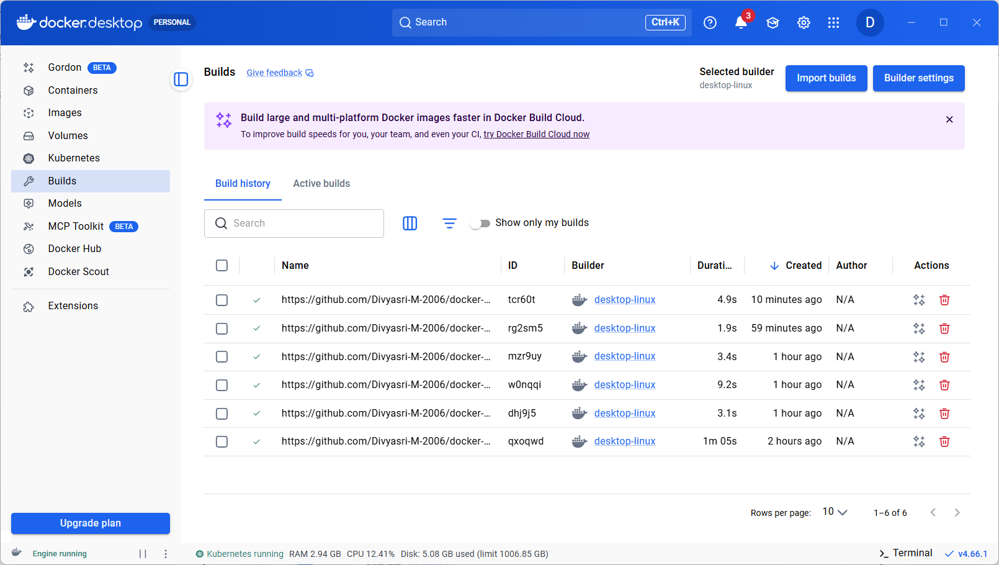 docker.desktop PERSONAL Search Ctrl+K 3 D
Gordon BETA
Containers
Images
Volumes
Kubernetes
Builds
Models
MCP Toolkit BETA
Docker Hub
Docker Scout
Extensions
Upgrade plan
Builds Give feedback
Selected builder
desktop-linux
Import builds Builder settings
Build large and multi-platform Docker images faster in Docker Build Cloud.
To improve build speeds for you, your team, and even your CI, try Docker Build Cloud now
Build history Active builds
Search Show only my builds
Name ID Builder Durati... Created Author Actions
https://github.com/Divyasri-M-2006/docker-... tcr60t desktop-linux 4.9s 10 minutes ago N/A
https://github.com/Divyasri-M-2006/docker-... rg2sm5 desktop-linux 1.9s 59 minutes ago N/A
https://github.com/Divyasri-M-2006/docker-... mzr9uy desktop-linux 3.4s 1 hour ago N/A
https://github.com/Divyasri-M-2006/docker-... w0nqqi desktop-linux 9.2s 1 hour ago N/A
https://github.com/Divyasri-M-2006/docker-... dhj9j5 desktop-linux 3.1s 1 hour ago N/A
https://github.com/Divyasri-M-2006/docker-... qxoqwd desktop-linux 1m 05s 2 hours ago N/A
Rows per page: 10 1–6 of 6
Engine running Kubernetes running RAM 2.94 GB CPU 12.41% Disk: 5.08 GB used (limit 1006.85 GB) Terminal v4.66.1